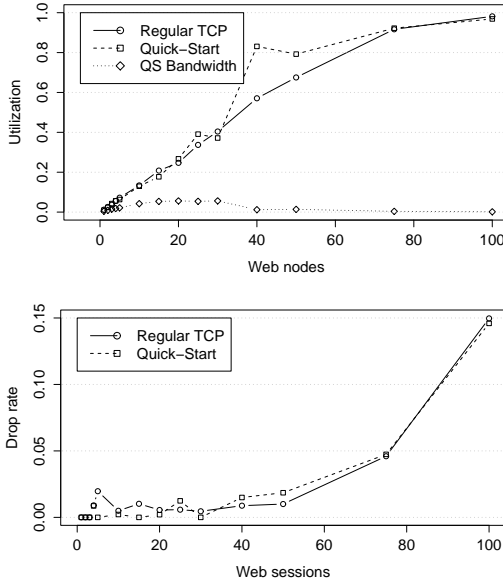 1.0
0.8
0.6
0.4
0.2
0.0
Utilization
Regular TCP
Quick−Start
QS Bandwidth
0 20 40 60 80 100
Web nodes
0.15
0.10
0.05
0.00
Drop rate
Regular TCP
Quick−Start
0 20 40 60 80 100
Web sessions